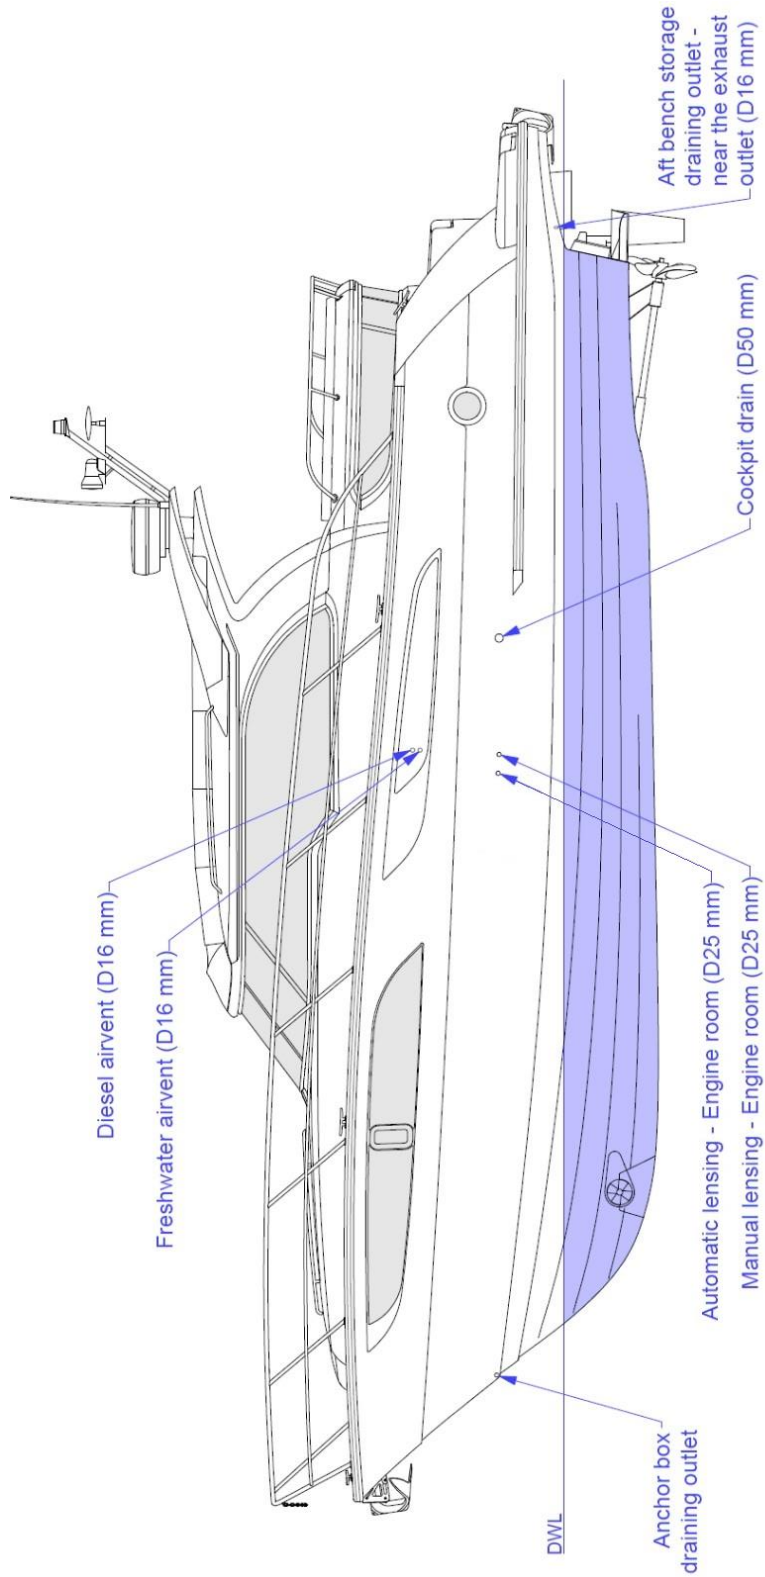 Diesel airvent (D16 mm)
Freshwater airvent (D16 mm)
DWL
Anchor box
draining outlet
Automatic lensing - Engine room (D25 mm)
Manual lensing - Engine room (D25 mm)
Cockpit drain (D50 mm)
Aft bench storage
draining outlet -
near the exhaust
outlet (D16 mm)